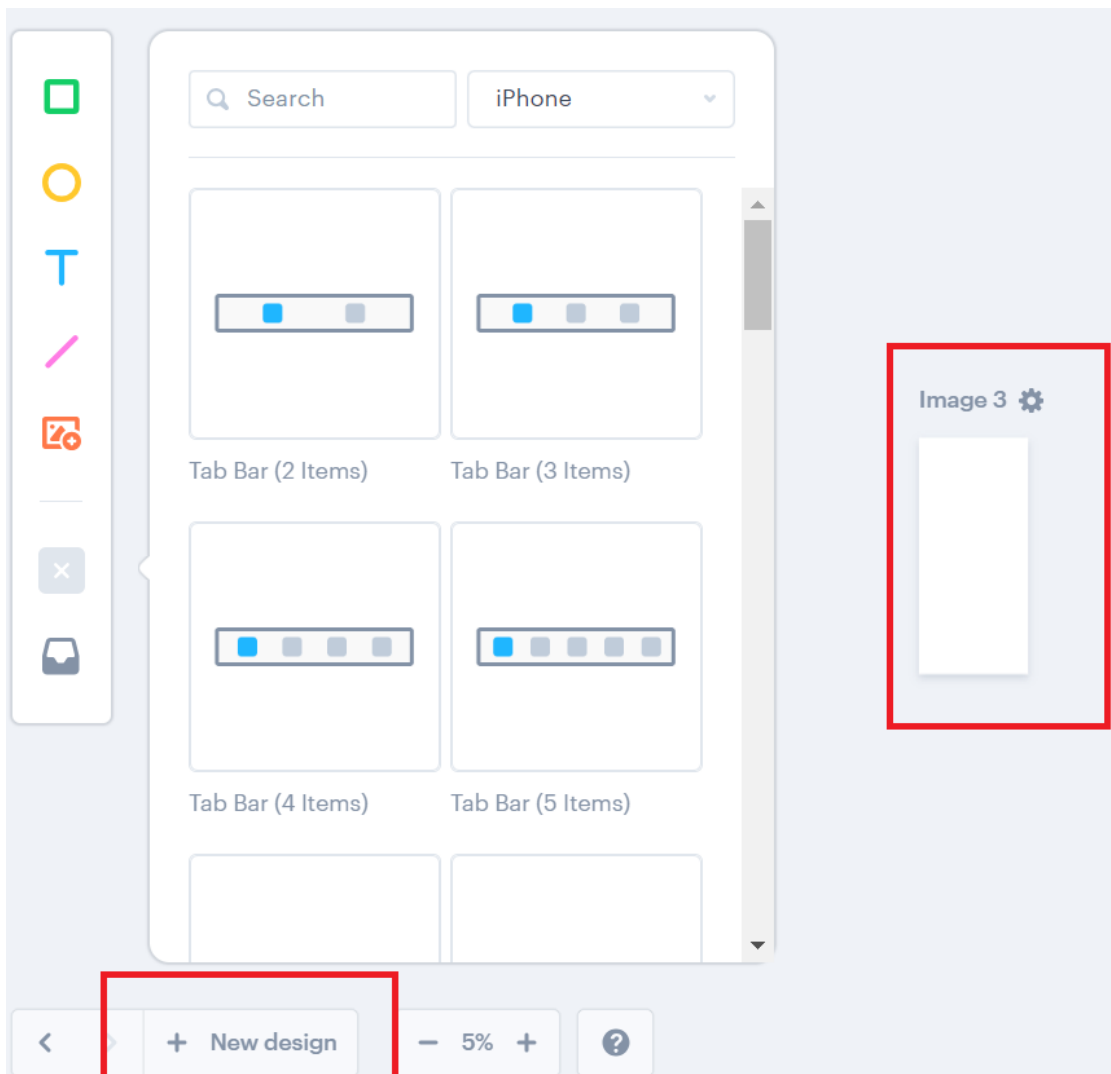 Search
iPhone
Tab Bar (2 Items)
Tab Bar (3 Items)
Image 3
Tab Bar (4 Items)
Tab Bar (5 Items)
+ New design
− 5% +
?